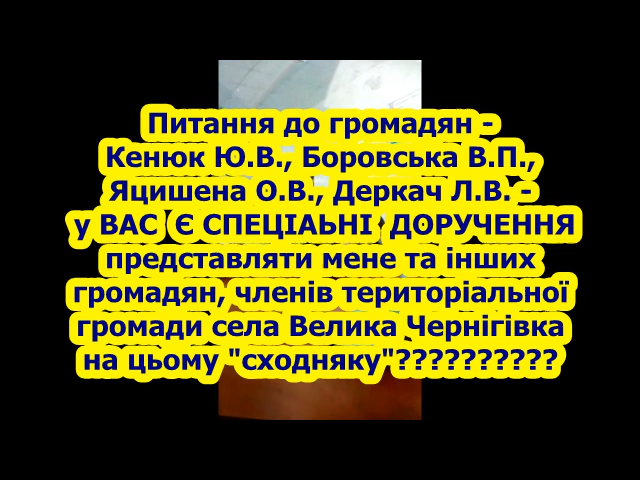 Питання до громадян -
Кенюк Ю.В., Боровська В.П.,
Яцишена О.В., Деркач Л.В. -
у ВАС Є СПЕЦІАЬНІ ДОРУЧЕННЯ
представляти мене та інших
громадян, членів територіальної
громади села Велика Чернігівка
на цьому "сходняку"??????????